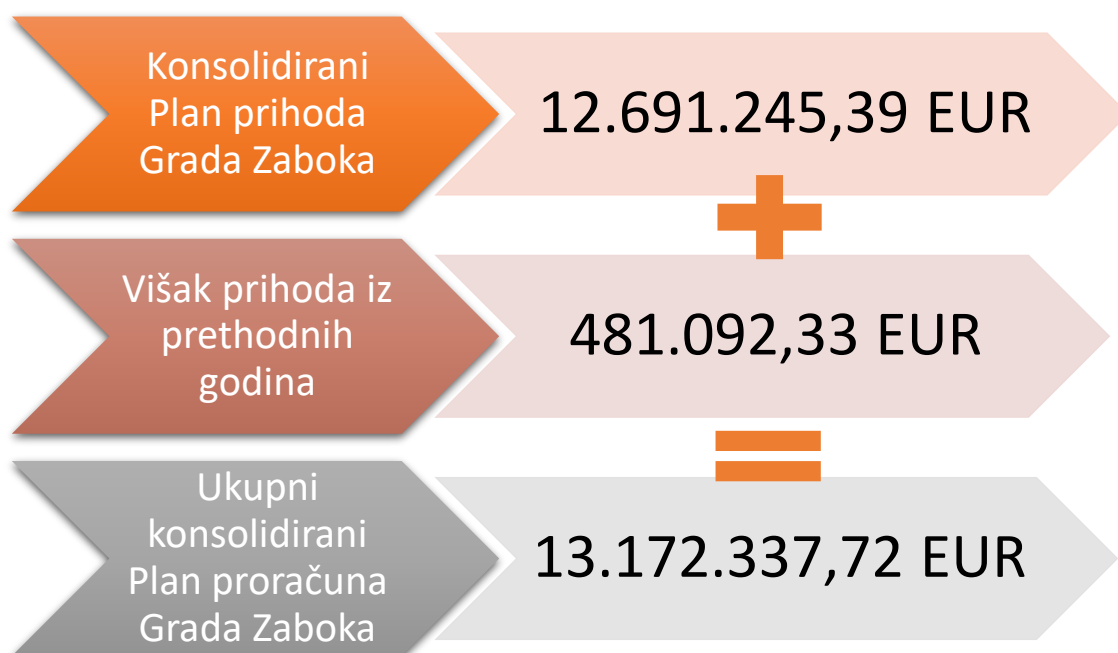 Konsolidirani
Plan prihoda
Grada Zaboka
12.691.245,39 EUR
Višak prihoda iz
prethodnih
godina
481.092,33 EUR
Ukupni
konsolidirani
Plan proračuna
Grada Zaboka
13.172.337,72 EUR